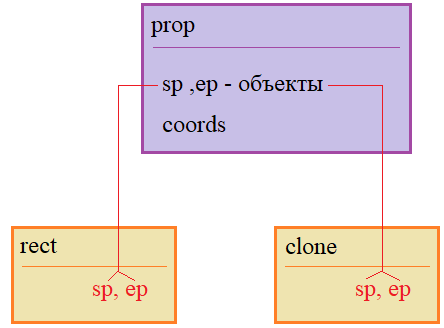 prop
sp ,ep - объекты
coords
rect
sp, ep
clone
sp, ep